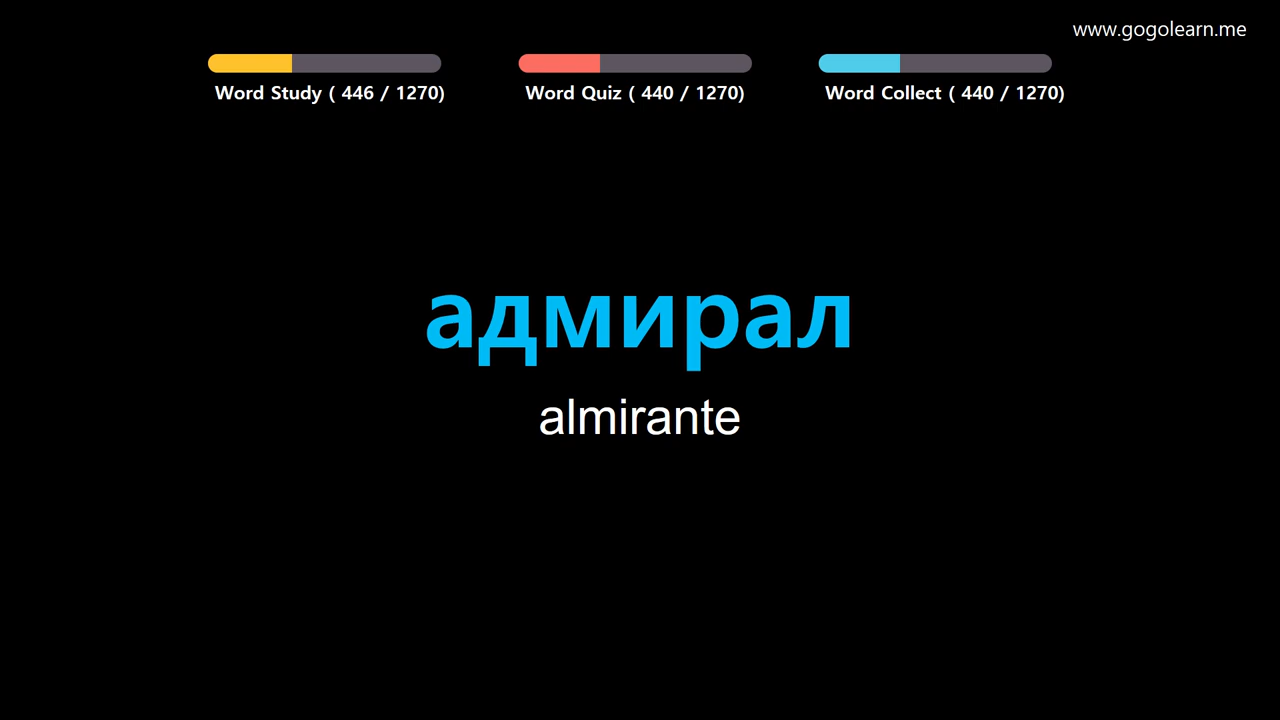 www.gogolearn.me
Word Study ( 446 / 1270)
Word Quiz ( 440 / 1270)
Word Collect ( 440 / 1270)
адмирал
almirante